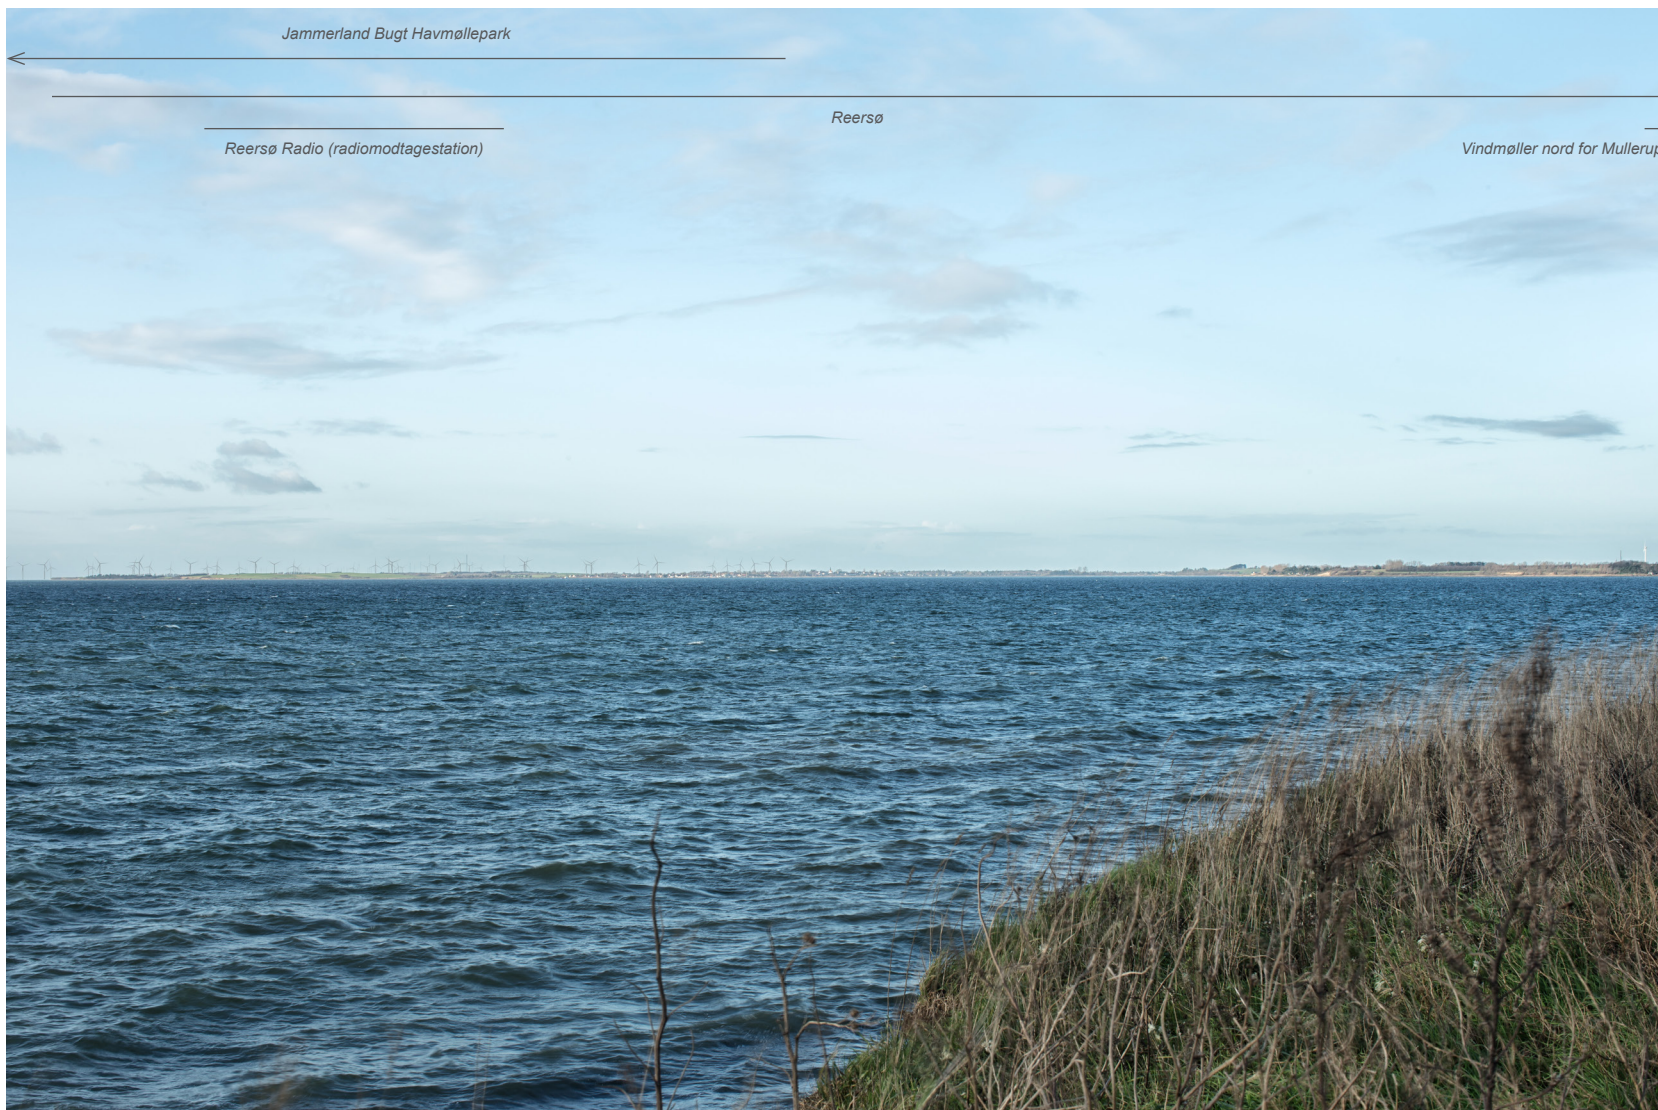 Jammerland Bugt Havmøllepark
Reersø
Reersø Radio (radiomodtagestation)
Vindmøller nord for Mullerup